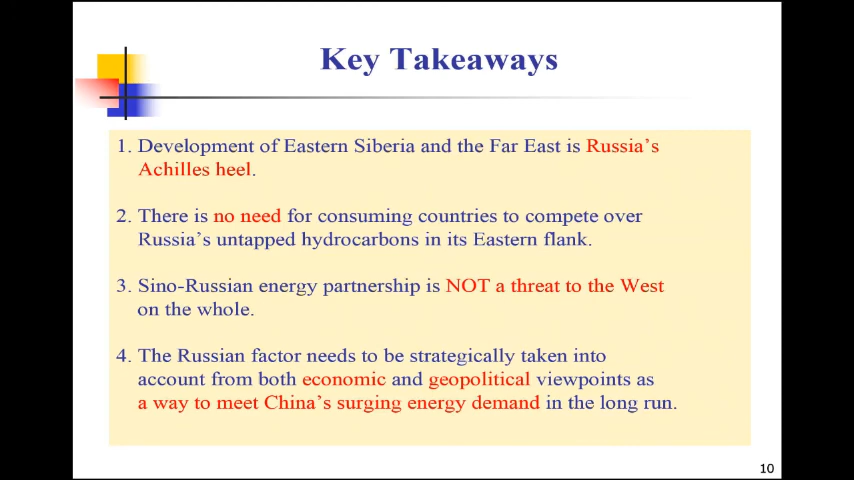 Key Takeaways
1. Development of Eastern Siberia and the Far East is Russia's
Achilles heel.
2. There is no need for consuming countries to compete over
Russia's untapped hydrocarbons in its Eastern flank.
3. Sino-Russian energy partnership is NOT a threat to the West
on the whole.
4. The Russian factor needs to be strategically taken into
account from both economic and geopolitical viewpoints as
a way to meet China's surging energy demand in the long run.
10